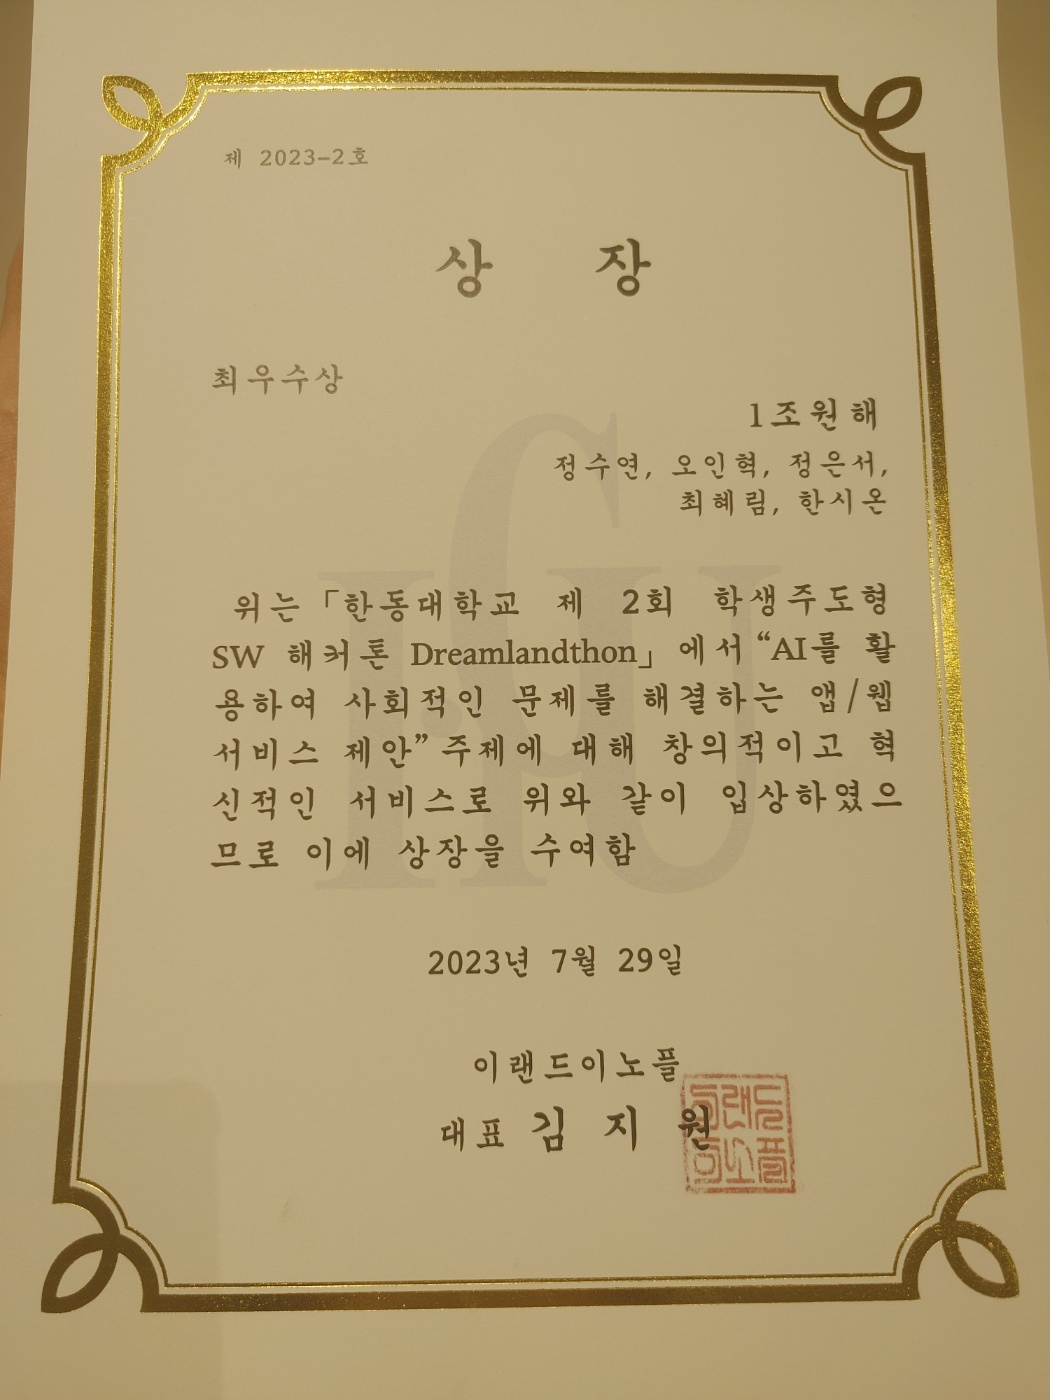 제 2023-2호
상 장
최우수상
1조원해
정수연, 오인혁, 정은서,
최혜림, 한시온
위는「한동대학교 제 2회 학생주도형
SW 해커톤 Dreamlandthon」에서 “AI를 활
용하여 사회적인 문제를 해결하는 앱/웹
서비스 제안” 주제에 대해 창의적이고 혁
신적인 서비스로 위와 같이 입상하였으
므로 이에 상장을 수여함
2023년 7월 29일
이랜드이노플
대표 김 지 원
이랜드
이노플